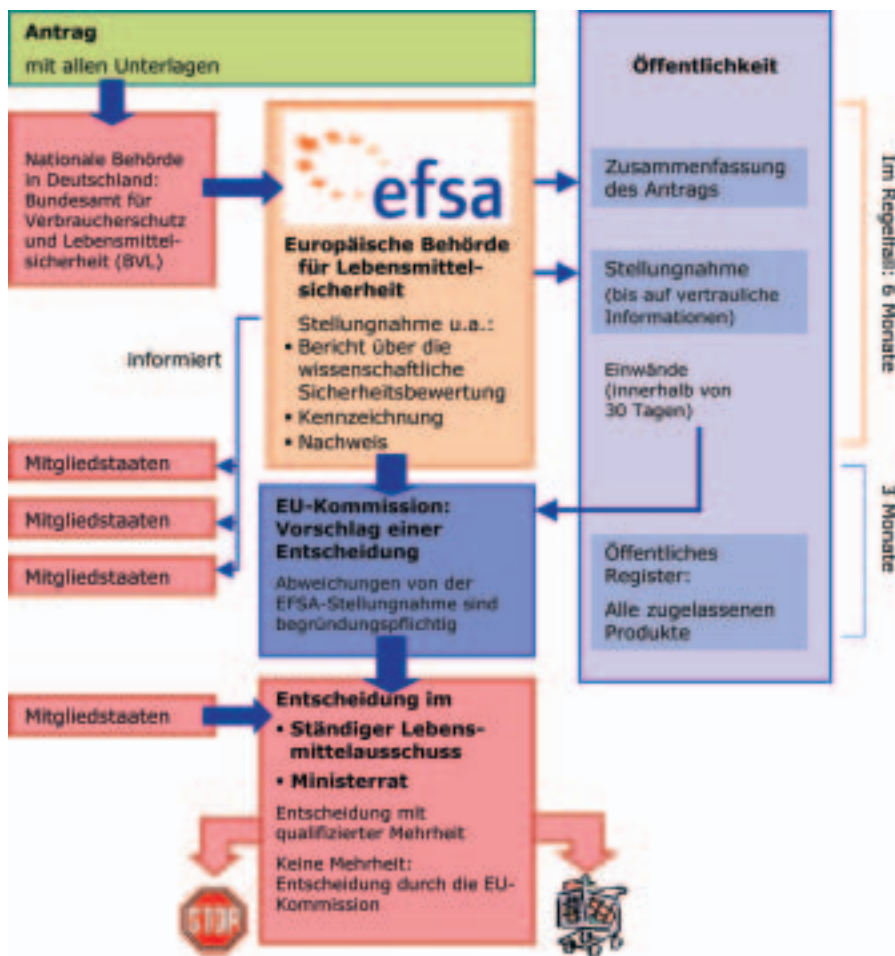 Antrag
mit allen Unterlagen
Nationale Behörde
in Deutschland:
Bundesamt für
Verbraucherschutz
und Lebensmittel-
sicherheit (BVL)
efsa
Europäische Behörde
für Lebensmittel-
sicherheit
Stellungnahme u.a.:
• Bericht über die
wissenschaftliche
Sicherheitsbewertung
• Kennzeichnung
• Nachweis
informiert
Mitgliedstaaten
Mitgliedstaaten
Mitgliedstaaten
EU-Kommission:
Vorschlag einer
Entscheidung
Abweichungen von der
EFSA-Stellungnahme sind
begründungspflichtig
Mitgliedstaaten
Entscheidung im
• Ständiger Lebens-
mittelausschuss
• Ministerrat
Entscheidung mit
qualifizierter Mehrheit
Keine Mehrheit:
Entscheidung durch die EU-
Kommission
STOP
Öffentlichkeit
Zusammenfassung
des Antrags
Stellungnahme
(bis auf vertrauliche
Informationen)
Einwände
(innerhalb von
30 Tagen)
Öffentliches
Register:
Alle zugelassenen
Produkte
Im Regelfall: 6 Monate
3 Monate